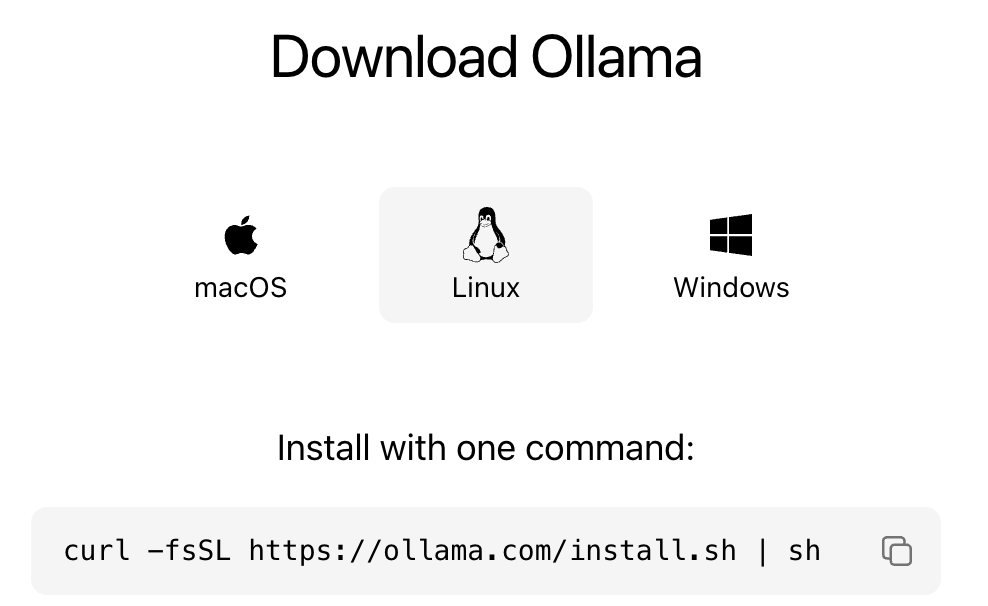 Download Ollama
macOS
Linux
Windows
Install with one command:
curl -fsSL https://ollama.com/install.sh | sh